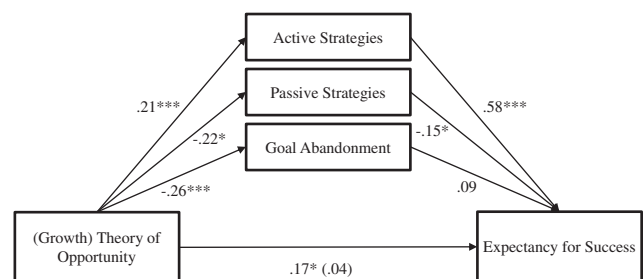 Active Strategies
Passive Strategies
.21***
.58***
-.22*
-.15*
Goal Abandonment
-.26***
.09
(Growth) Theory of
Opportunity
Expectancy for Success
.17* (.04)